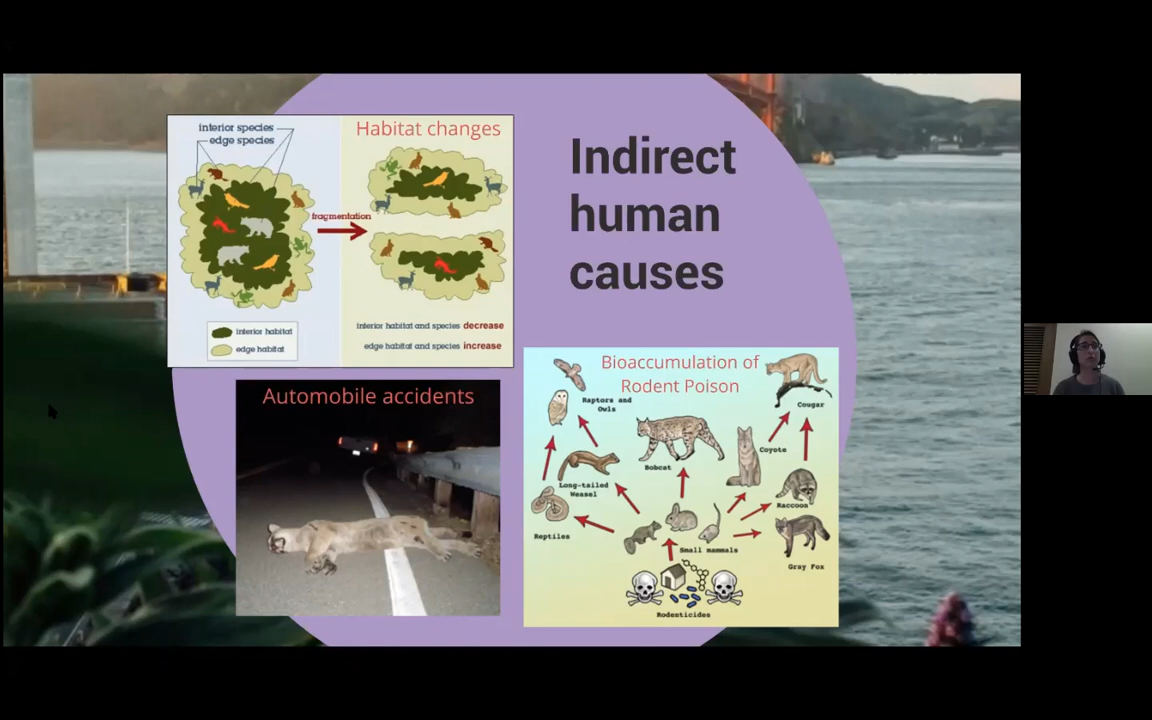 Indirect
human
causes
Habitat changes
interior species
edge species
fragmentation
interior habitat
edge habitat
interior habitat and species decrease
edge habitat and species increase
Automobile accidents
Bioaccumulation of
Rodent Poison
Raptors and
Owls
Cougar
Bobcat
Coyote
Long-tailed
Weasel
Raccoon
Reptiles
Small mammals
Gray Fox
Rodenticides